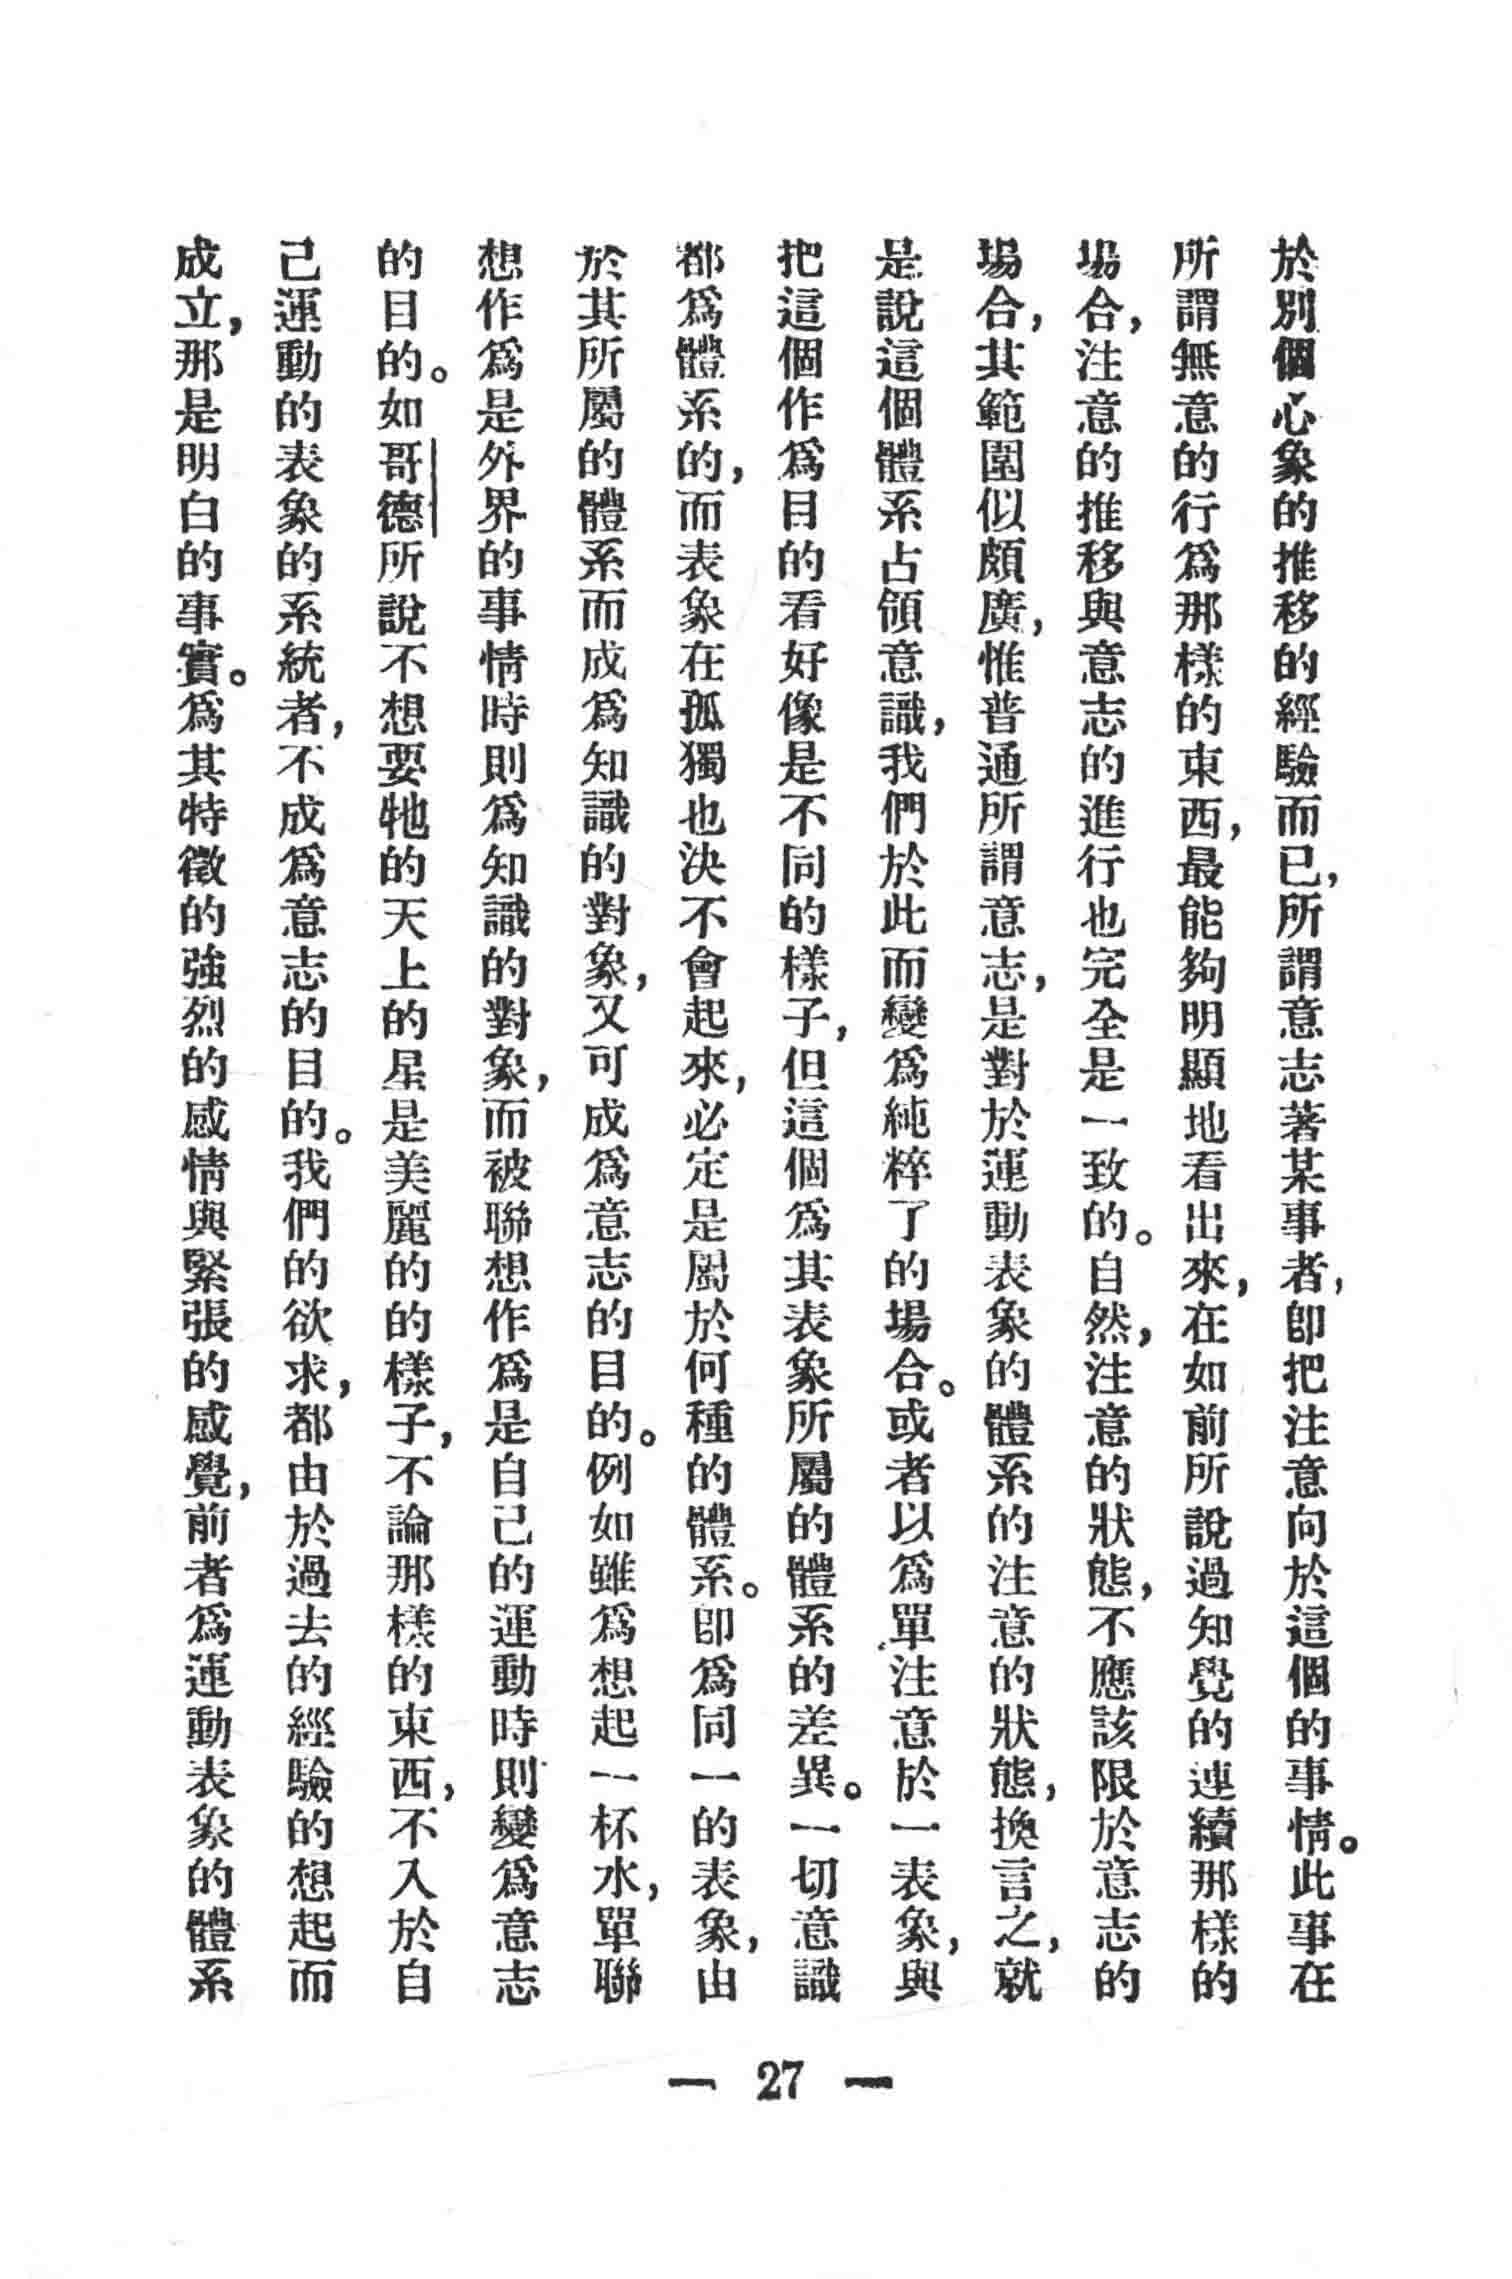 於別個心象的推移的經驗而已，所謂意志著某事者，卽把注意向於這個的事情。此事在
所謂無意的行爲那樣的東西，最能夠明顯地看出來，在如前所說過知覺的連續那樣的
場合，注意的推移與意志的進行也完全是一致的。自然，注意的狀態，不應該限於意志的
場合，其範圍似頗廣，惟普通所謂意志，是對於運動表象的體系的注意的狀態，換言之，就
是說這個體系占領意識，我們於此而變爲純粹了的場合。或者以爲單注意於一表象，與
把這個作爲目的看好像是不同的樣子，但這個爲其表象所屬的體系的差異。一切意識
都爲體系的，而表象在孤獨也決不會起來，必定是屬於何種的體系。卽爲同一的表象，由
於其所屬的體系而成爲知識的對象，又可成爲意志的目的。例如雖爲想起一杯水，單聯
想作爲是外界的事情時則爲知識的對象，而被聯想作爲是自己的運動時則變爲意志
的目的。如哥德所說不想要牠的天上的星是美麗的的樣子，不論那樣的東西，不入於自
己運動的表象的系統者，不成爲意志的目的。我們的欲求，都由於過去的經驗的想起而
成立，那是明白的事實。爲其特徵的強烈的感情與緊張的感覺，前者爲運動表象的體系
— 27 —